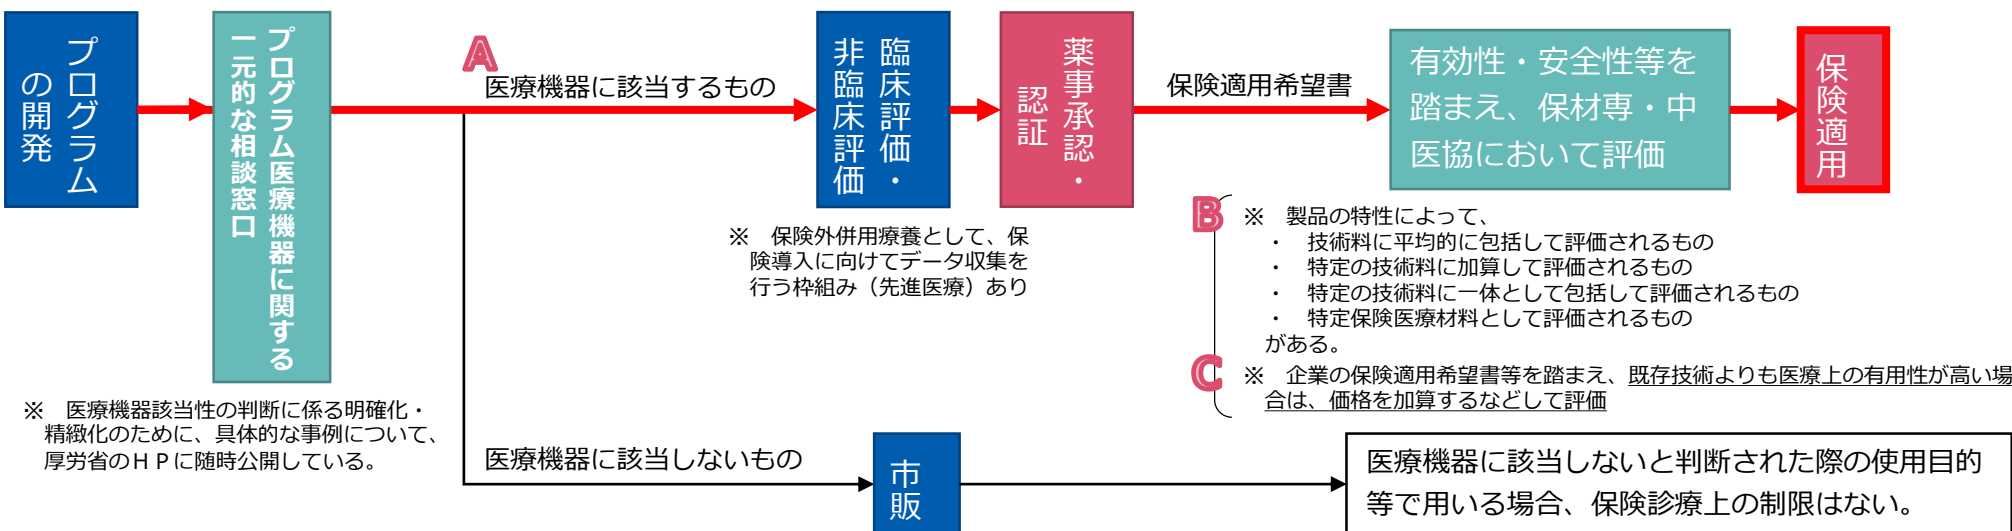 プログラム
の開発
プログラム医療機器に関する
一元的な相談窓口
※　医療機器該当性の判断に係る明確化・
精緻化のために、具体的な事例について、
厚労省のＨＰに随時公開している。
A
医療機器に該当するもの
臨床評価・
非臨床評価
※　保険外併用療養として、保
険導入に向けてデータ収集を
行う枠組み（先進医療）あり
薬事承認・
認証
保険適用希望書
有効性・安全性等を
踏まえ、保材専・中
医協において評価
保険適用
B
※　製品の特性によって、
・　技術料に平均的に包括して評価されるもの
・　特定の技術料に加算して評価されるもの
・　特定の技術料に一体として包括して評価されるもの
・　特定保険医療材料として評価されるもの
がある。
C
※　企業の保険適用希望書等を踏まえ、既存技術よりも医療上の有用性が高い場
合は、価格を加算するなどして評価
医療機器に該当しないもの
市販
医療機器に該当しないと判断された際の使用目的
等で用いる場合、保険診療上の制限はない。